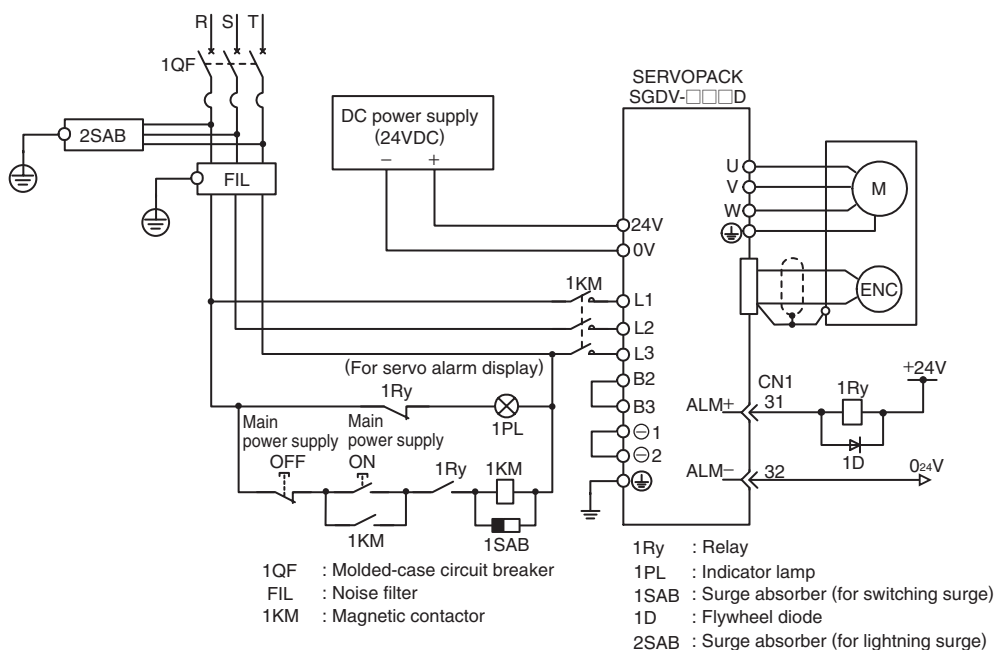 R S T
1QF
2SAB
FIL
DC power supply
(24VDC)
− +
SERVOPACK
SGDV-□□□D
U
V
W
M
ENC
24V
0V
1KM
L1
L2
L3
B2
B3
⊖1
⊖2
(For servo alarm display)
1Ry
1PL
Main
power supply
OFF
Main
power supply
ON
1Ry
1KM
1KM
1SAB
CN1
ALM+
31
1Ry
+24V
1D
ALM−
32
024V
1QF : Molded-case circuit breaker
FIL : Noise filter
1KM : Magnetic contactor
1Ry : Relay
1PL : Indicator lamp
1SAB : Surge absorber (for switching surge)
1D : Flywheel diode
2SAB : Surge absorber (for lightning surge)